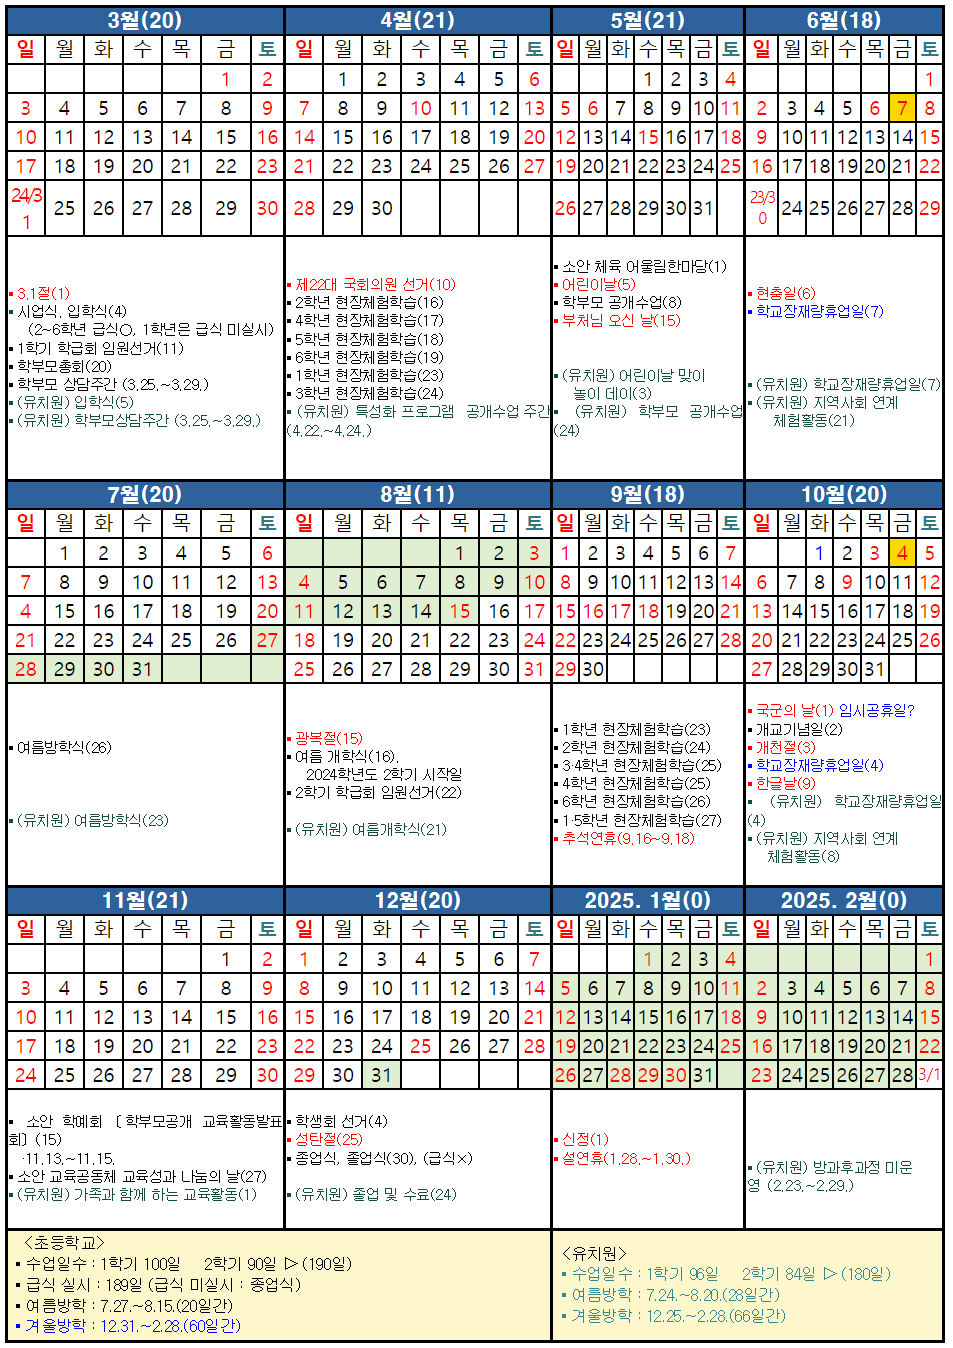 3월(20) 4월(21) 5월(21) 6월(18)
일 월 화 수 목 금 토 일 월 화 수 목 금 토 일 월 화 수 목 금 토 일 월 화 수 목 금 토
1 2 1 2 3 4 5 6 1 2 3 4 1
3 4 5 6 7 8 9 7 8 9 10 11 12 13 5 6 7 8 9 10 11 2 3 4 5 6 7 8
10 11 12 13 14 15 16 14 15 16 17 18 19 20 12 13 14 15 16 17 18 9 10 11 12 13 14 15
17 18 19 20 21 22 23 21 22 23 24 25 26 27 19 20 21 22 23 24 25 16 17 18 19 20 21 22
24/31 25 26 27 28 29 30 28 29 30 26 27 28 29 30 31 23/30 24 25 26 27 28 29
▪ 3.1절(1)
▪ 시업식, 입학식(4)
(2~6학년 급식○, 1학년은 급식 미실시)
▪ 1학기 학급회 임원선거(11)
▪ 학부모총회(20)
▪ 학부모 상담주간 (3.25.~3.29.)
▪ (유치원) 입학식(5)
▪ (유치원) 학부모상담주간 (3.25.~3.29.)
▪ 제22대 국회의원 선거(10)
▪ 2학년 현장체험학습(16)
▪ 4학년 현장체험학습(17)
▪ 5학년 현장체험학습(18)
▪ 6학년 현장체험학습(19)
▪ 1학년 현장체험학습(23)
▪ 3학년 현장체험학습(24)
▪ (유치원) 특성화 프로그램 공개수업 주간
(4.22.~4.24.)
▪ 소안 체육 어울림한마당(1)
▪ 어린이날(5)
▪ 학부모 공개수업(8)
▪ 부처님 오신 날(15)
▪ (유치원) 어린이날 맞이
놀이 데이(3)
▪ (유치원) 학부모 공개수업
(24)
▪ 현충일(6)
▪ 학교장재량휴업일(7)
▪ (유치원) 학교장재량휴업일(7)
▪ (유치원) 지역사회 연계
체험활동(21)
7월(20) 8월(11) 9월(18) 10월(20)
일 월 화 수 목 금 토 일 월 화 수 목 금 토 일 월 화 수 목 금 토 일 월 화 수 목 금 토
1 2 3 4 5 6 1 2 3 1 2 3 4 5 6 7 1 2 3 4 5
7 8 9 10 11 12 13 4 5 6 7 8 9 10 8 9 10 11 12 13 14 6 7 8 9 10 11 12
4 15 16 17 18 19 20 11 12 13 14 15 16 17 15 16 17 18 19 20 21 13 14 15 16 17 18 19
21 22 23 24 25 26 27 18 19 20 21 22 23 24 22 23 24 25 26 27 28 20 21 22 23 24 25 26
28 29 30 31 25 26 27 28 29 30 31 29 30 27 28 29 30 31
▪ 여름방학식(26)
▪ (유치원) 여름방학식(23)
▪ 광복절(15)
▪ 여름 개학식(16),
2024학년도 2학기 시작일
▪ 2학기 학급회 임원선거(22)
▪ (유치원) 여름개학식(21)
▪ 1학년 현장체험학습(23)
▪ 2학년 현장체험학습(24)
▪ 3·4학년 현장체험학습(25)
▪ 4학년 현장체험학습(25)
▪ 6학년 현장체험학습(26)
▪ 1·5학년 현장체험학습(27)
▪ 추석연휴(9.16~9.18)
▪ 국군의 날(1) 임시공휴일?
▪ 개교기념일(2)
▪ 개천절(3)
▪ 학교장재량휴업일(4)
▪ 한글날(9)
▪ (유치원) 학교장재량휴업일
(4)
▪ (유치원) 지역사회 연계
체험활동(8)
11월(21) 12월(20) 2025. 1월(0) 2025. 2월(0)
일 월 화 수 목 금 토 일 월 화 수 목 금 토 일 월 화 수 목 금 토 일 월 화 수 목 금 토
1 2 1 2 3 4 5 6 7 1 2 3 4 1
3 4 5 6 7 8 9 8 9 10 11 12 13 14 5 6 7 8 9 10 11 2 3 4 5 6 7 8
10 11 12 13 14 15 16 15 16 17 18 19 20 21 12 13 14 15 16 17 18 9 10 11 12 13 14 15
17 18 19 20 21 22 23 22 23 24 25 26 27 28 19 20 21 22 23 24 25 16 17 18 19 20 21 22
24 25 26 27 28 29 30 29 30 31 26 27 28 29 30 31 23 24 25 26 27 28 3/1
▪ 소안 학예회 〔학부모공개 교육활동발표
회〕(15)
·11.13.~11.15.
▪ 소안 교육공동체 교육성과 나눔의 날(27)
▪ (유치원) 가족과 함께 하는 교육활동(1)
▪ 학생회 선거(4)
▪ 성탄절(25)
▪ 종업식, 졸업식(30), (급식×)
▪ (유치원) 졸업 및 수료(24)
▪ 신정(1)
▪ 설연휴(1.28.~1.30.)
▪ (유치원) 방과후과정 미운
영 (2.23.~2.29.)
<초등학교>
▪ 수업일수 : 1학기 100일 2학기 90일 ▷ (190일)
▪ 급식 실시 : 189일 (급식 미실시 : 종업식)
▪ 여름방학 : 7.27.~8.15.(20일간)
▪ 겨울방학 : 12.31.~2.28.(60일간)
<유치원>
▪ 수업일수 : 1학기 96일 2학기 84일 ▷ (180일)
▪ 여름방학 : 7.24.~8.20.(28일간)
▪ 겨울방학 : 12.25.~2.28.(66일간)